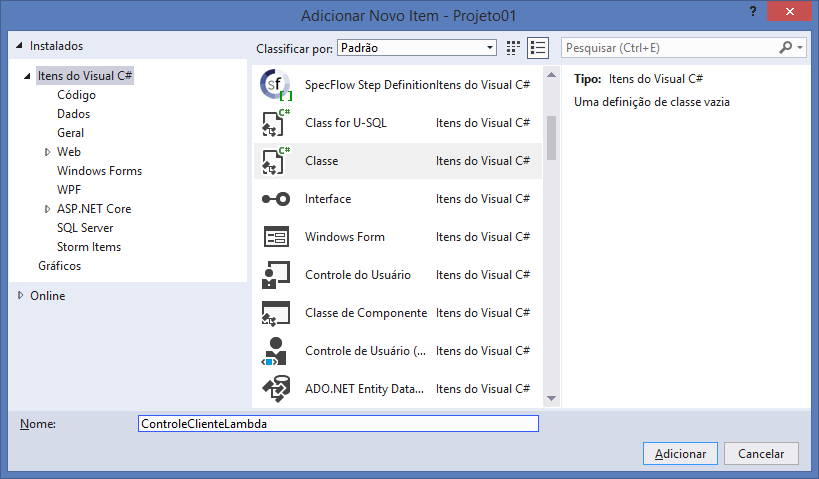 Adicionar Novo Item - Projeto01
?
Instalados
Classificar por: Padrão
Pesquisar (Ctrl+E)
Itens do Visual C#
Código
Dados
Geral
Web
Windows Forms
WPF
ASP.NET Core
SQL Server
Storm Items
Gráficos
Online
SpecFlow Step Definition Itens do Visual C#
Class for U-SQL Itens do Visual C#
Classe Itens do Visual C#
Interface Itens do Visual C#
Windows Form Itens do Visual C#
Controle do Usuário Itens do Visual C#
Classe de Componente Itens do Visual C#
Controle de Usuário (... Itens do Visual C#
ADO.NET Entity Data... Itens do Visual C#
Tipo: Itens do Visual C#
Uma definição de classe vazia
Nome: ControleClienteLambda
Adicionar Cancelar